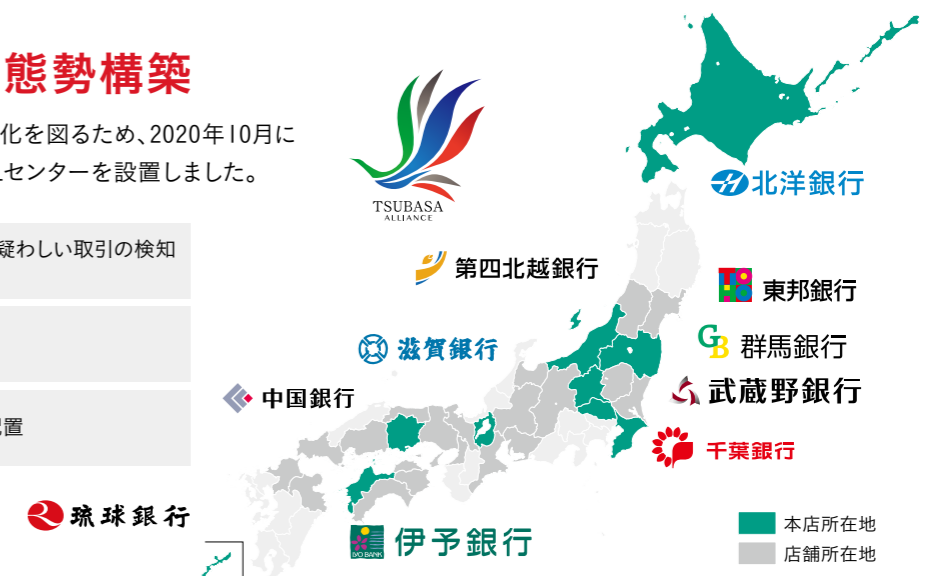 態勢構築
化を図るため、2020年10月に
センターを設置しました。
疑わしい取引の検知
置
TSUBASA
ALLIANCE
北洋銀行
第四北越銀行
TOHO
東邦銀行
滋賀銀行
GB
群馬銀行
中国銀行
武蔵野銀行
千葉銀行
琉球銀行
IYO BANK
伊予銀行
本店所在地
店舗所在地